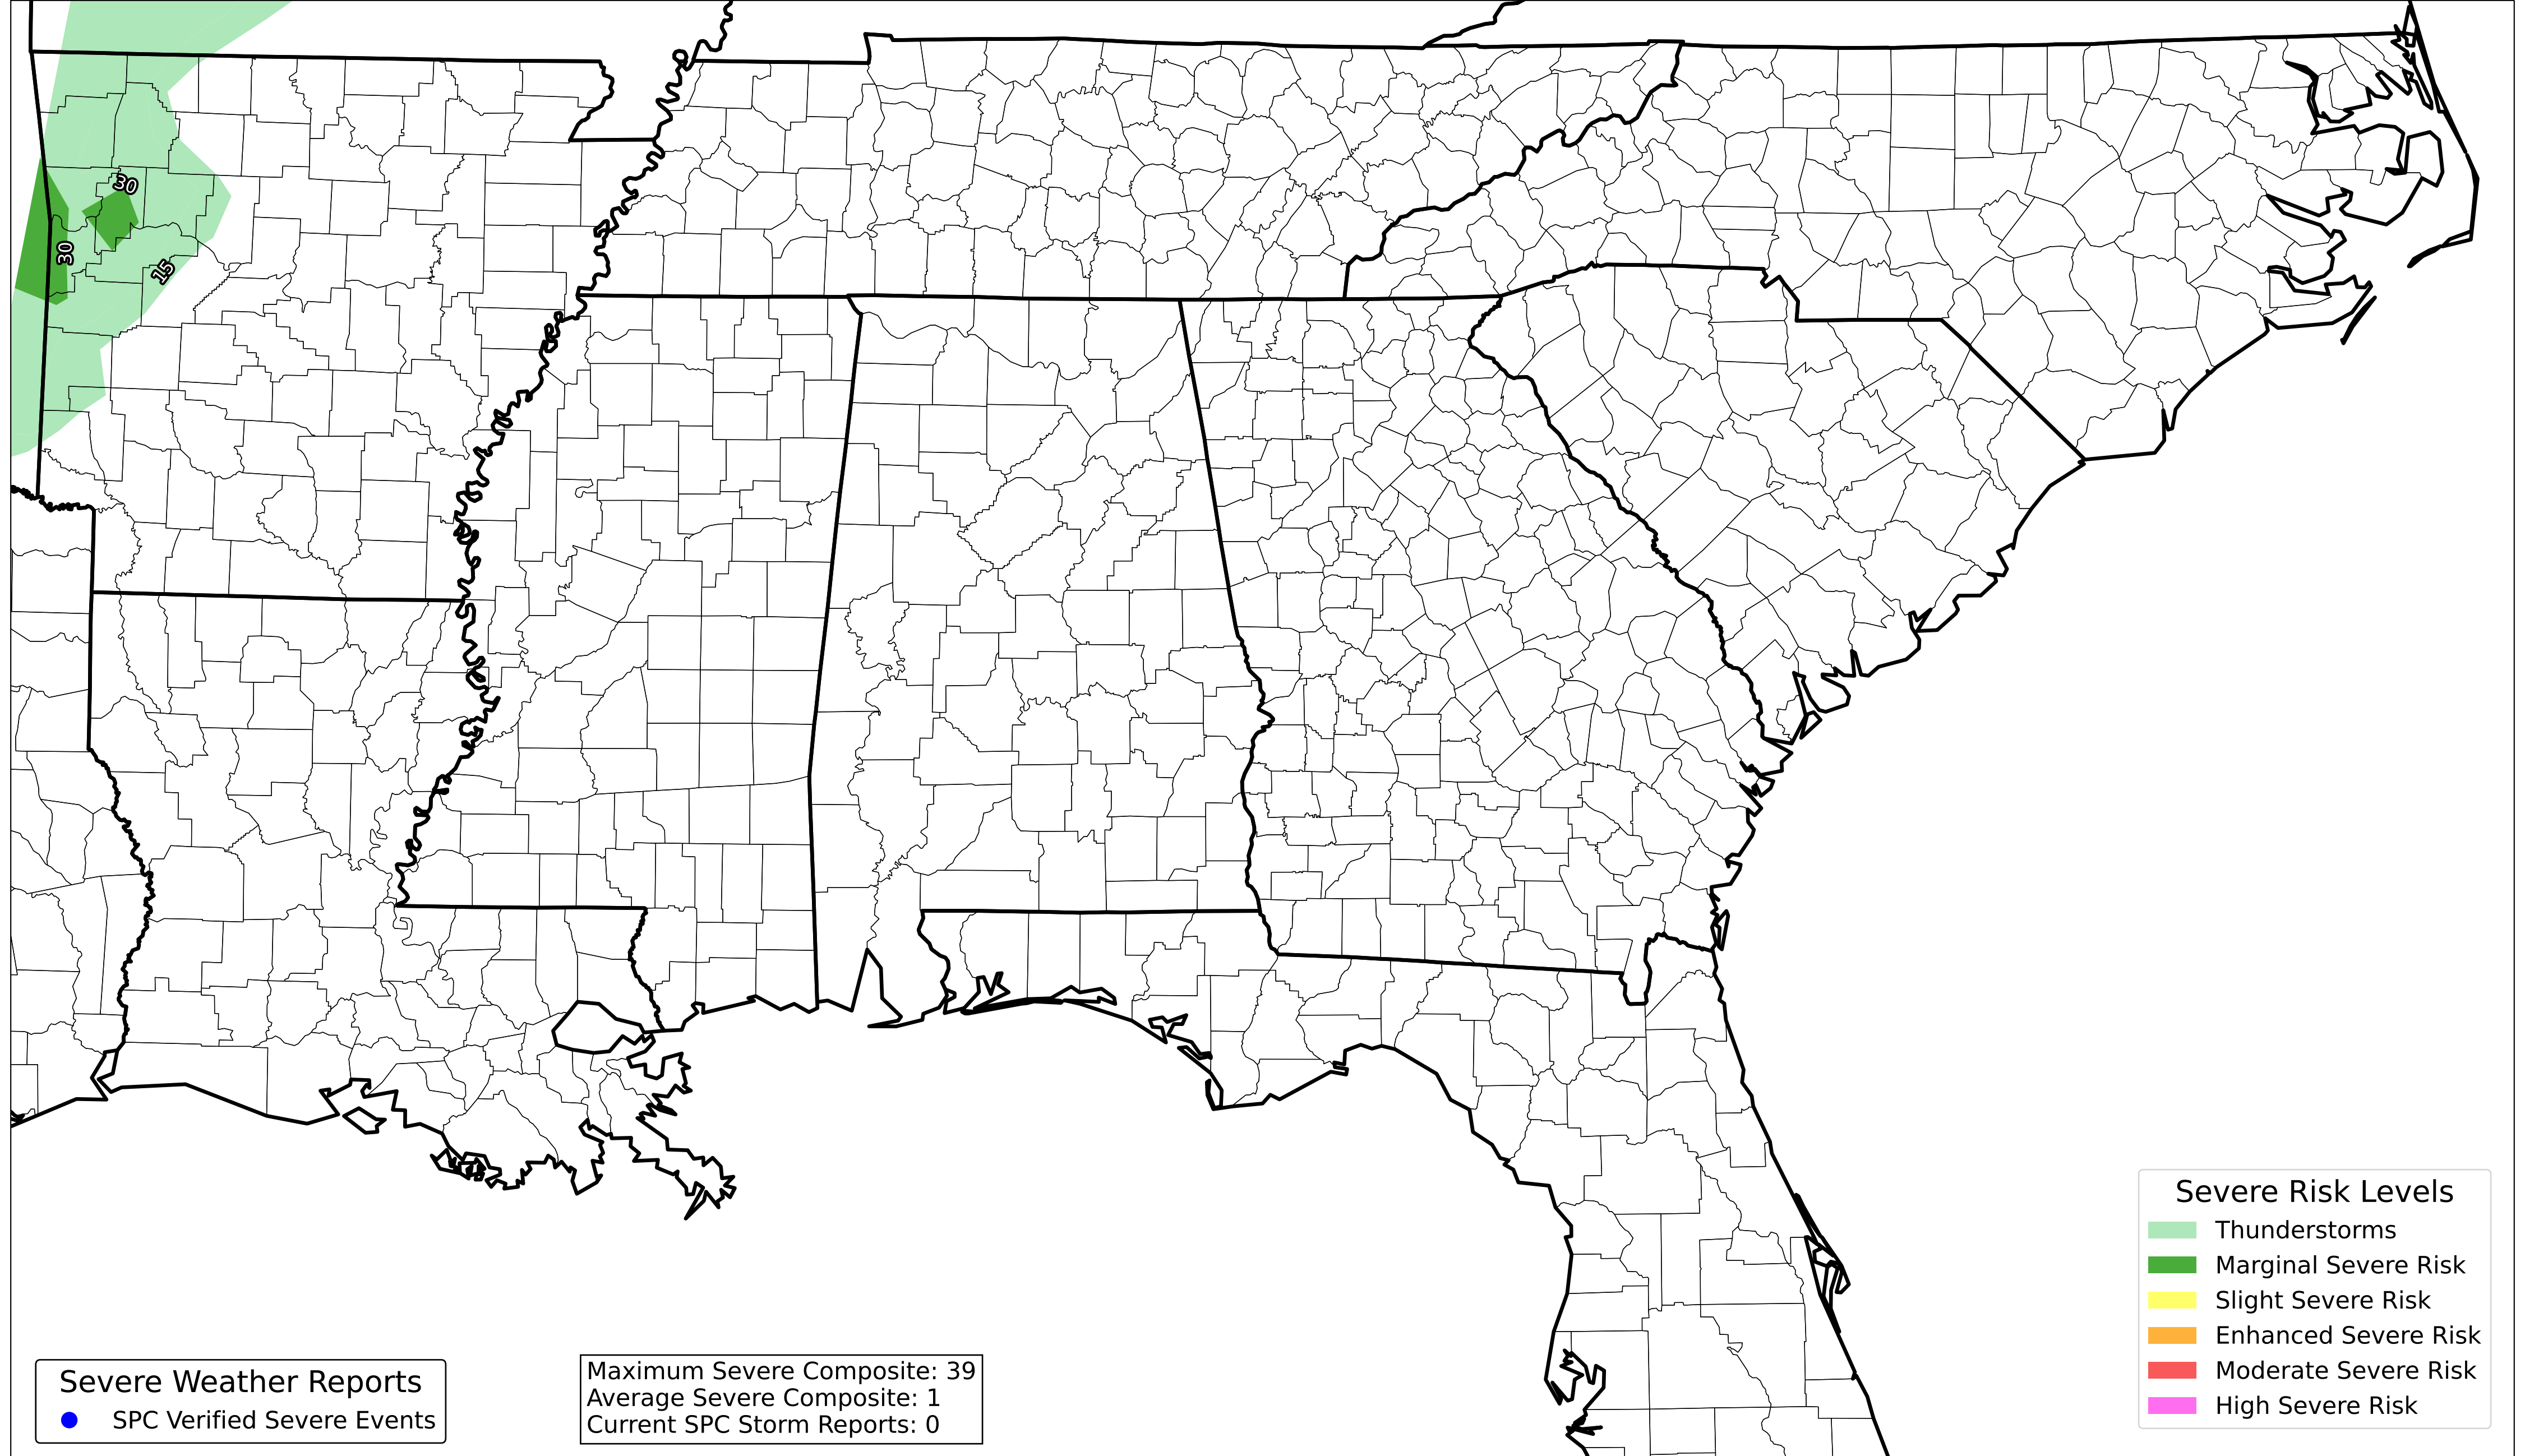 30
30
15
Severe Weather Reports
SPC Verified Severe Events
Maximum Severe Composite: 39
Average Severe Composite: 1
Current SPC Storm Reports: 0
Severe Risk Levels
Thunderstorms
Marginal Severe Risk
Slight Severe Risk
Enhanced Severe Risk
Moderate Severe Risk
High Severe Risk